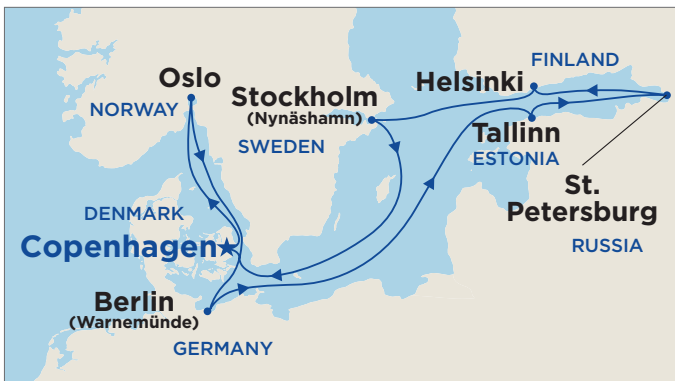 FINLAND
Oslo
Helsinki
Stockholm
(Nynäshamn)
NORWAY
Tallinn
SWEDEN
ESTONIA
St.
Petersburg
DENMARK
Copenhagen
RUSSIA
Berlin
(Warnemünde)
GERMANY